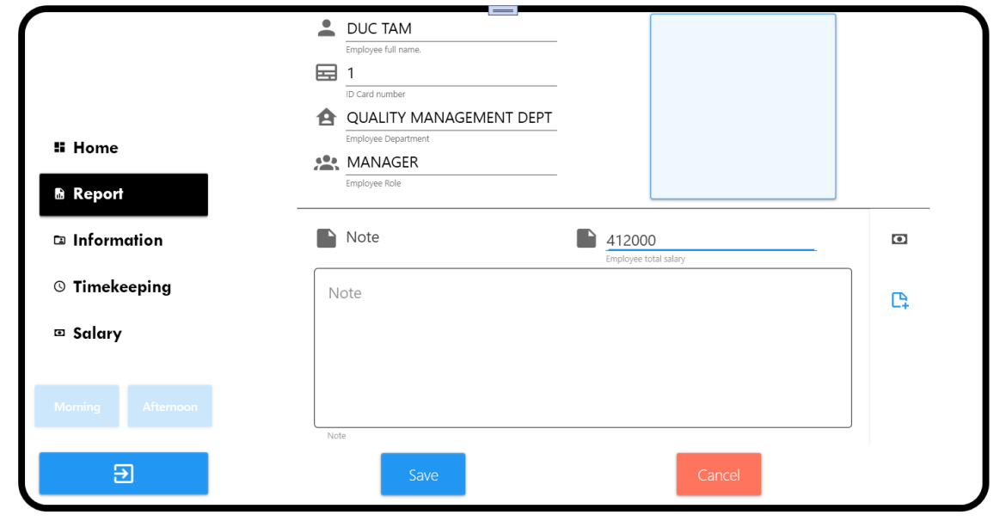 Home
Report
Information
Timekeeping
Salary
Morning Afternoon
DUC TAM
Employee full name.
1
ID Card number
QUALITY MANAGEMENT DEPT
Employee Department
MANAGER
Employee Role
Note
412000
Employee total salary
Note
Note
Save Cancel